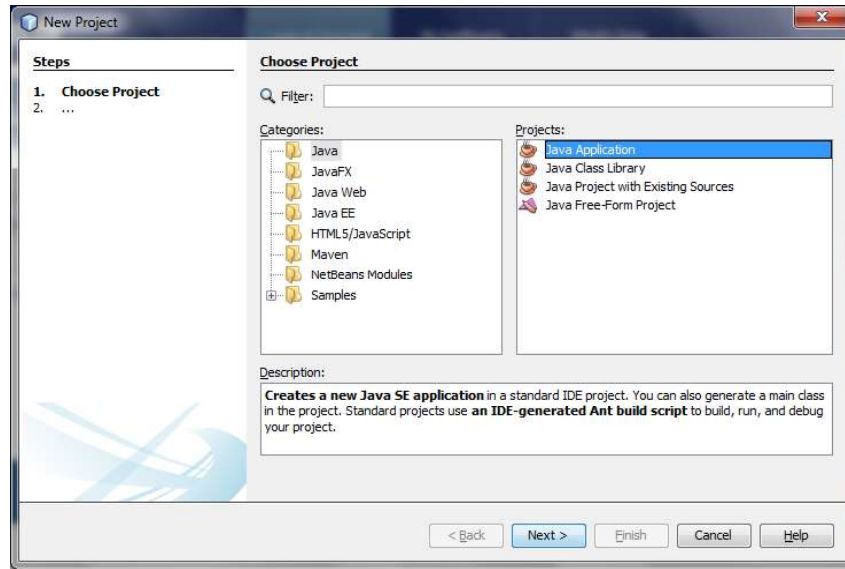 New Project
Steps
1. Choose Project
2. ...
Choose Project
Filter:
Categories:
Java
JavaFX
Java Web
Java EE
HTML5/JavaScript
Maven
NetBeans Modules
Samples
Projects:
Java Application
Java Class Library
Java Project with Existing Sources
Java Free-Form Project
Description:
Creates a new Java SE application in a standard IDE project. You can also generate a main class
in the project. Standard projects use an IDE-generated Ant build script to build, run, and debug
your project.
< Back
Next >
Finish
Cancel
Help